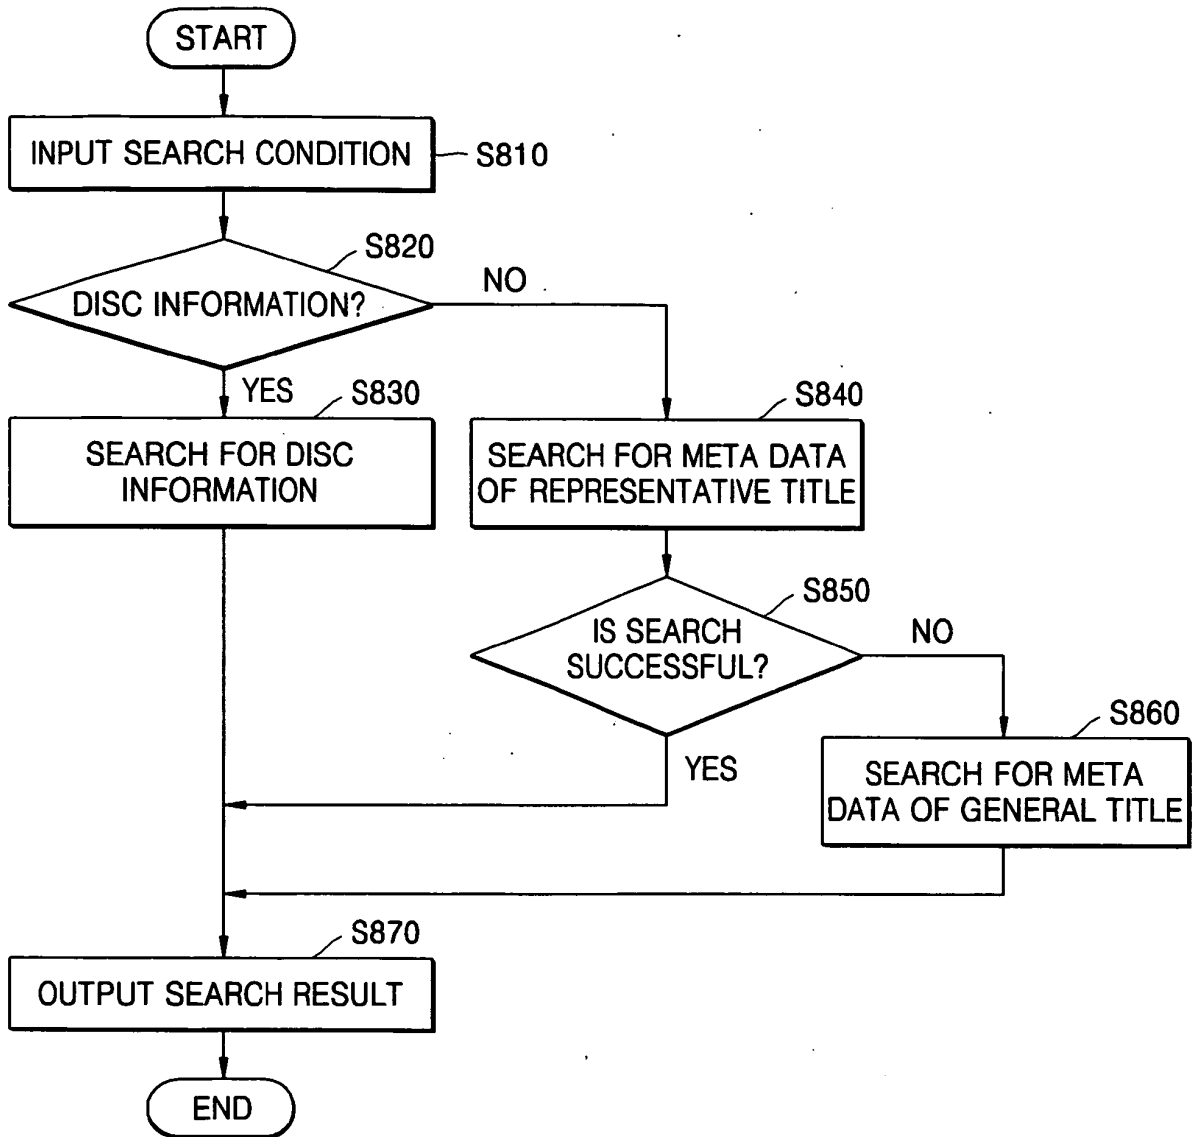 START
INPUT SEARCH CONDITION
S810
S820
DISC INFORMATION?
NO
YES
S830
SEARCH FOR DISC
INFORMATION
S840
SEARCH FOR META DATA
OF REPRESENTATIVE TITLE
S850
IS SEARCH
SUCCESSFUL?
NO
YES
S860
SEARCH FOR META
DATA OF GENERAL TITLE
S870
OUTPUT SEARCH RESULT
END